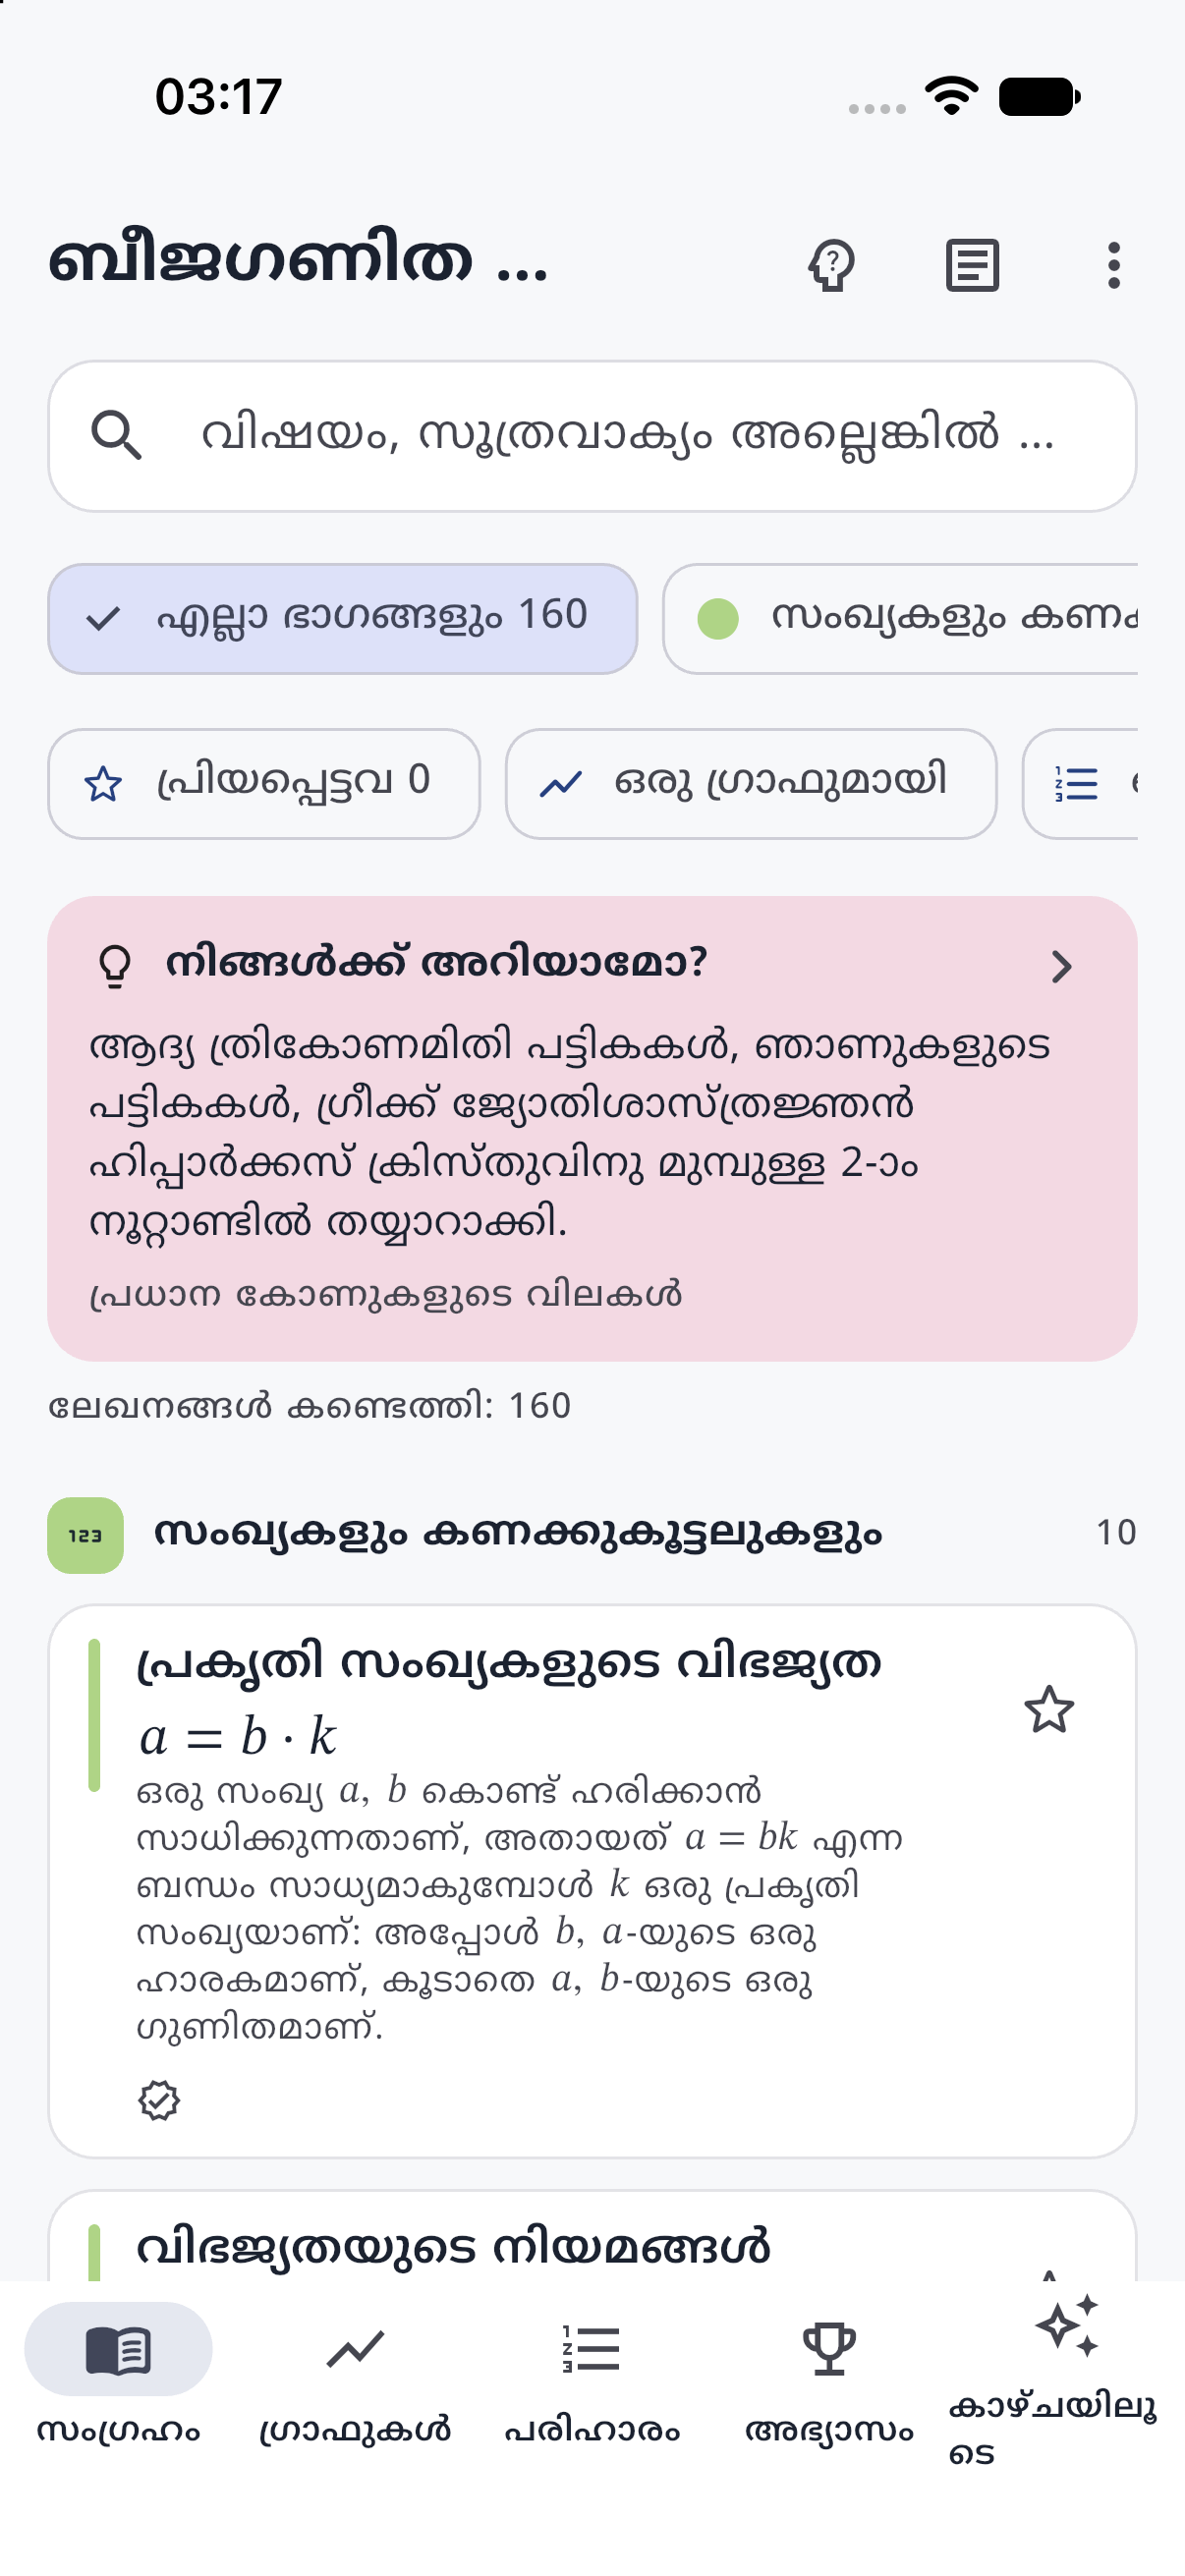 03:17
ബീജഗണിത ...
വിഷയം, സൂത്രവാക്യം അല്ലെങ്കിൽ ...
എല്ലാ ഭാഗങ്ങളും 160
സംഖ്യകളും
പ്രിയപ്പെട്ടവ 0
ഒരു ഗ്രാഫുമായി
നിങ്ങൾക്ക് അറിയാമോ?
ആദ്യ ത്രികോണമിതി പട്ടികകൾ, ഞാണുകളുടെ
പട്ടികകൾ, ഗ്രീക്ക് ജ്യോതിശാസ്ത്രജ്ഞൻ
ഹിപ്പാർക്കസ് ക്രിസ്തുവിനു മുമ്പുള്ള 2-ാം
നൂറ്റാണ്ടിൽ തയ്യാറാക്കി.
പ്രധാന കോണുകളുടെ വിലകൾ
ലേഖനങ്ങൾ കണ്ടെത്തി: 160
123 സംഖ്യകളും കണക്കുകൂട്ടലുകളും 10
പ്രകൃതി സംഖ്യകളുടെ വിഭജ്യത
a = b · k
ഒരു സംഖ്യ a, b കൊണ്ട് ഹരിക്കാൻ
സാധിക്കുന്നതാണ്, അതായത് a = bk എന്ന
ബന്ധം സാധ്യമാകുമ്പോൾ k ഒരു പ്രകൃതി
സംഖ്യയാണ്: അപ്പോൾ b, a-യുടെ ഒരു
ഹാരകമാണ്, കൂടാതെ a, b-യുടെ ഒരു
ഗുണിതമാണ്.
വിഭജ്യതയുടെ നിയമങ്ങൾ
സംഗ്രഹം
ഗ്രാഫുകൾ
പരിഹാരം
അഭ്യാസം
കാഴ്ചയിലൂ
ടെ